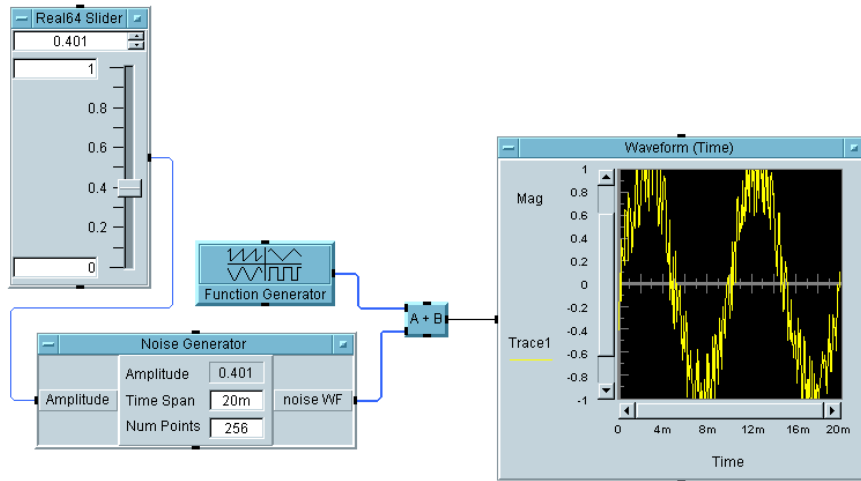 Real64 Slider
0.401
1
0.8
0.6
0.4
0.2
0
Function Generator
A + B
Noise Generator
Amplitude
Amplitude 0.401
Time Span 20m
Num Points 256
noise WF
Waveform (Time)
Mag
Trace1
1
0.8
0.6
0.4
0.2
0
-0.2
-0.4
-0.6
-0.8
-1
0 4m 8m 12m 16m 20m
Time